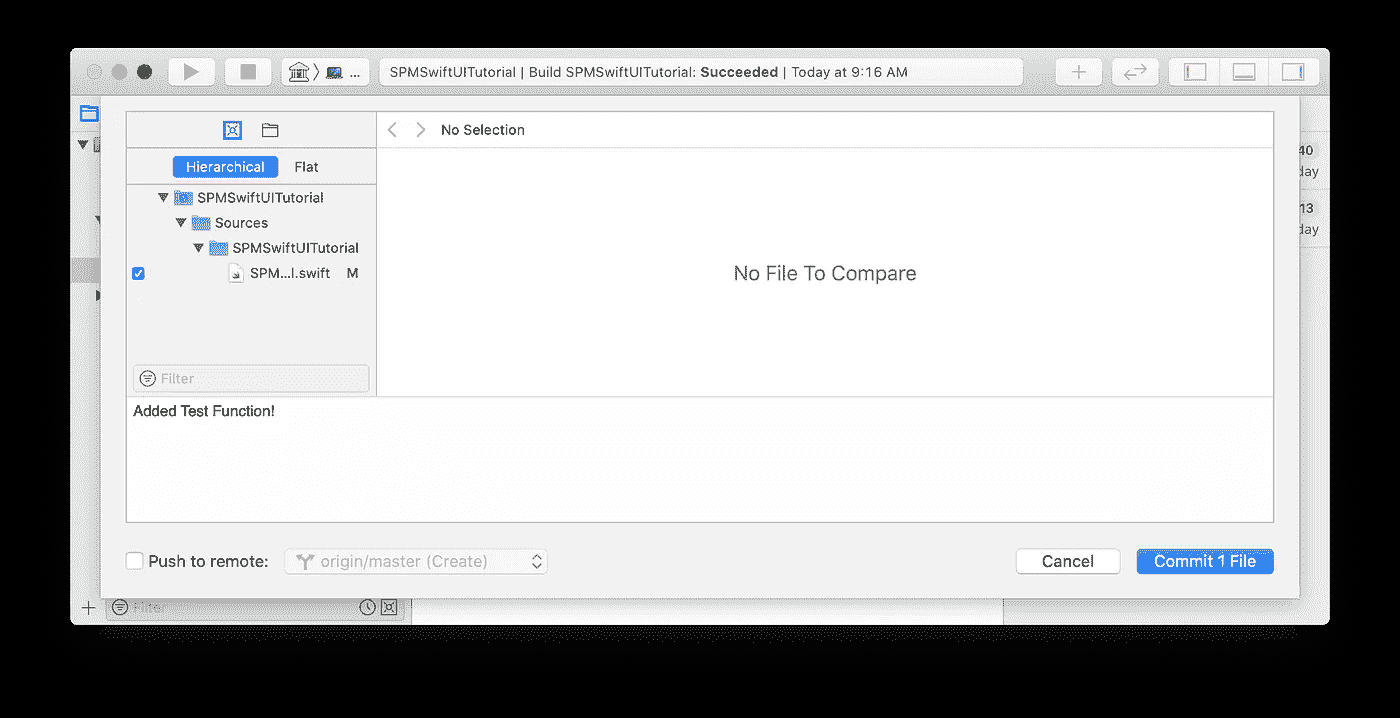 ... SPMSwiftUITutorial | Build SPMSwiftUITutorial: Succeeded | Today at 9:16 AM
No Selection
Hierarchical Flat
SPMSwiftUITutorial
Sources
SPMSwiftUITutorial
SPM...l.swift M
No File To Compare
Filter
Added Test Function!
Push to remote: origin/master (Create) Cancel Commit 1 File
Filter
40
day
13
day